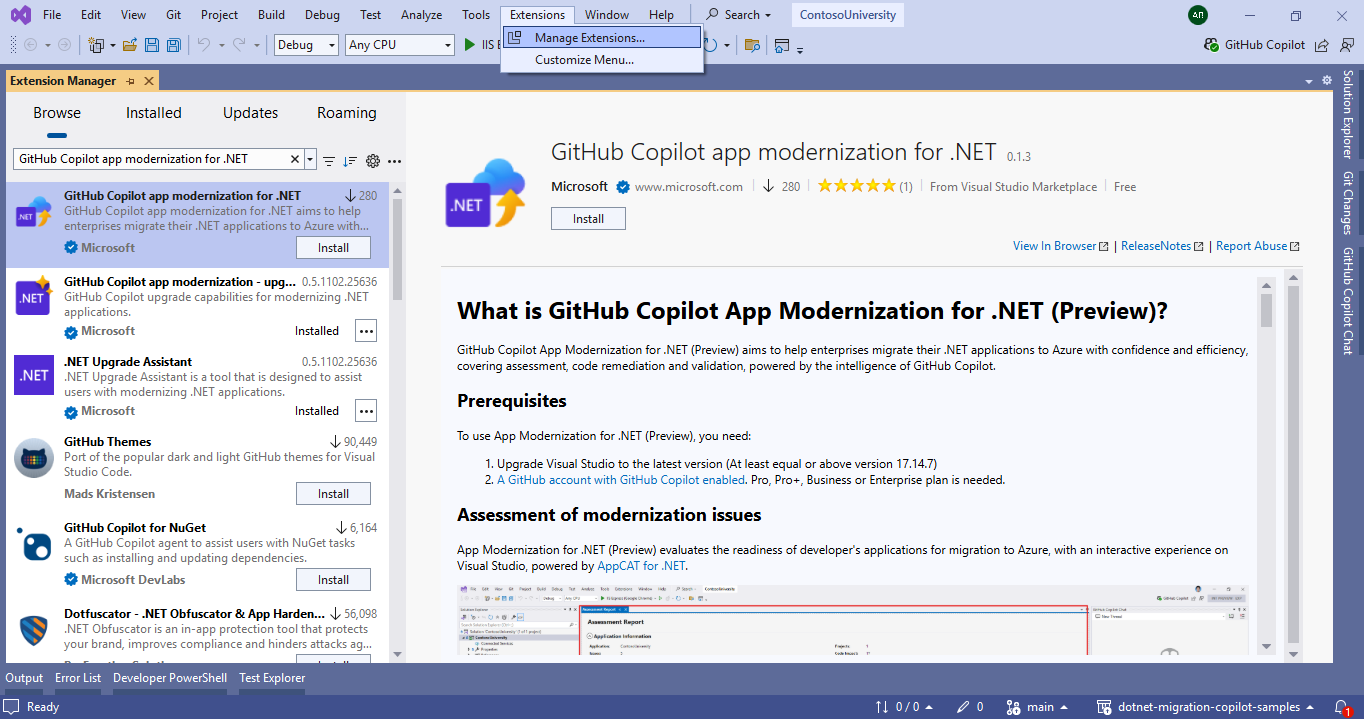 File Edit View Git Project Build Debug Test Analyze Tools Extensions Window Help Search ContosoUniversity
АП
Debug Any CPU IIS E GitHub Copilot
Manage Extensions...
Customize Menu...
Extension Manager
Browse Installed Updates Roaming
GitHub Copilot app modernization for .NET
GitHub Copilot app modernization for .NET 280
GitHub Copilot app modernization for .NET aims to help
enterprises migrate their .NET applications to Azure with...
Microsoft Install
.NET
GitHub Copilot app modernization - upg... 0.5.1102.25636
GitHub Copilot upgrade capabilities for modernizing .NET
applications.
Microsoft Installed ...
.NET
.NET Upgrade Assistant 0.5.1102.25636
.NET Upgrade Assistant is a tool that is designed to assist
users with modernizing .NET applications.
Microsoft Installed ...
.NET
GitHub Themes 90,449
Port of the popular dark and light GitHub themes for Visual
Studio Code.
Mads Kristensen Install
GitHub Copilot for NuGet 6,164
A GitHub Copilot agent to assist users with NuGet tasks
such as installing and updating dependencies.
Microsoft DevLabs Install
Dotfuscator - .NET Obfuscator & App Harden... 56,098
.NET Obfuscator is an in-app protection tool that protects
your brand, improves compliance and hinders attacks ag...
.NET
GitHub Copilot app modernization for .NET 0.1.3
Microsoft www.microsoft.com 280 (1) From Visual Studio Marketplace Free
Install
View In Browser | ReleaseNotes | Report Abuse
What is GitHub Copilot App Modernization for .NET (Preview)?
GitHub Copilot App Modernization for .NET (Preview) aims to help enterprises migrate their .NET applications to Azure with confidence and efficiency,
covering assessment, code remediation and validation, powered by the intelligence of GitHub Copilot.
Prerequisites
To use App Modernization for .NET (Preview), you need:
1. Upgrade Visual Studio to the latest version (At least equal or above version 17.14.7)
2. A GitHub account with GitHub Copilot enabled. Pro, Pro+, Business or Enterprise plan is needed.
Assessment of modernization issues
App Modernization for .NET (Preview) evaluates the readiness of developer's applications for migration to Azure, with an interactive experience on
Visual Studio, powered by AppCAT for .NET.
ContosoUniversity
Assessment Report
Assessment Report
Application Information
Application ContosoUniversity Projects
Solution Explorer
Git Changes
GitHub Copilot Chat
Output Error List Developer PowerShell Test Explorer
Ready 0 / 0 0 main dotnet-migration-copilot-samples 1